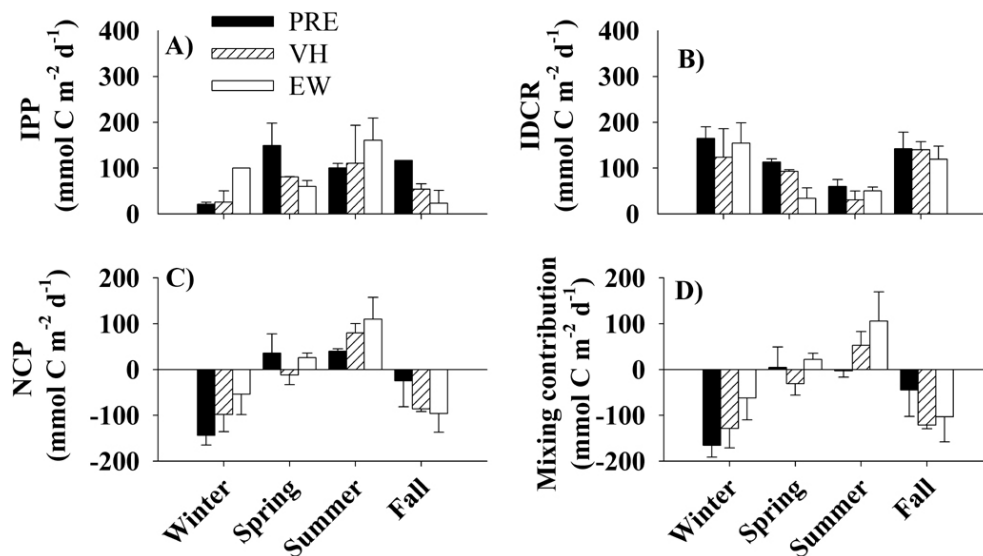 A)
PRE
VH
EW
IPP
(mmol C m⁻² d⁻¹)
400
300
200
100
0
B)
IDCR
(mmol C m⁻² d⁻¹)
400
300
200
100
0
C)
NCP
(mmol C m⁻² d⁻¹)
200
100
0
-100
-200
Winter
Spring
Summer
Fall
D)
Mixing contribution
(mmol C m⁻² d⁻¹)
200
100
0
-100
-200
Winter
Spring
Summer
Fall